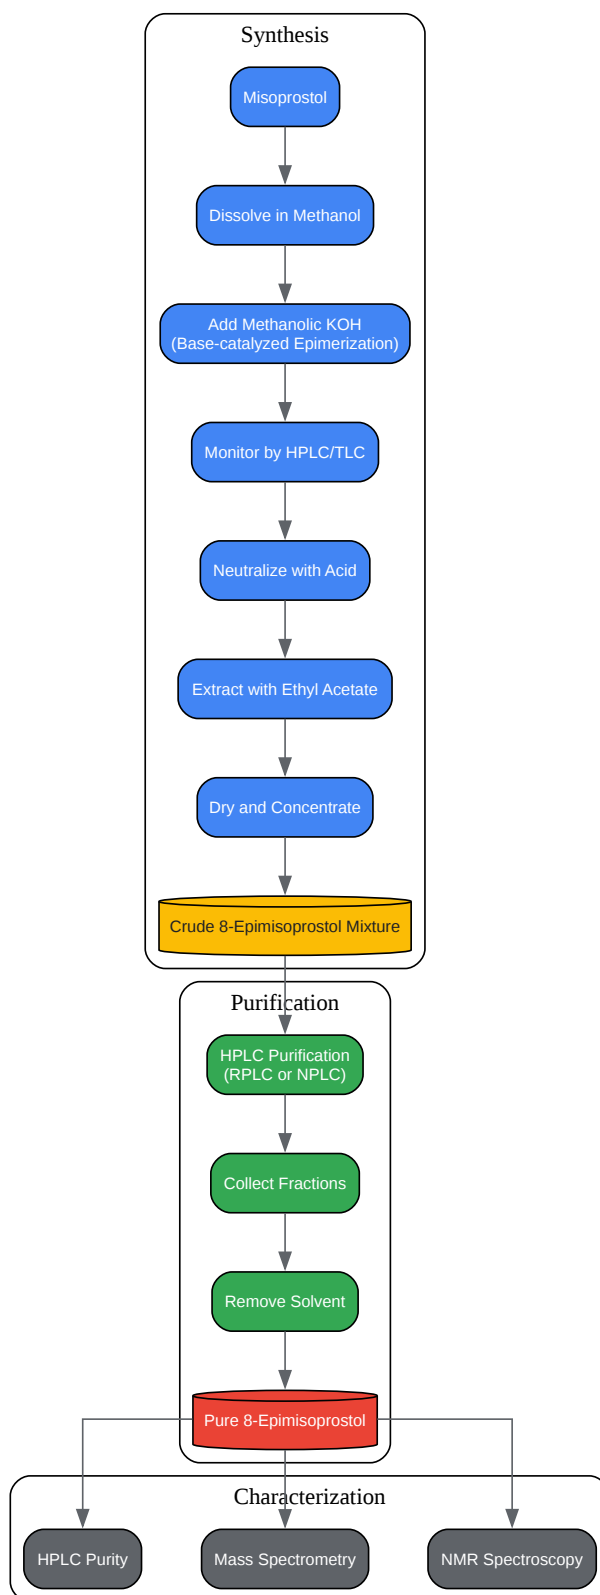 Synthesis
Misoprostol
Dissolve in Methanol
Add Methanolic KOH
(Base-catalyzed Epimerization)
Monitor by HPLC/TLC
Neutralize with Acid
Extract with Ethyl Acetate
Dry and Concentrate
Crude 8-Epimisoprostol Mixture
Purification
HPLC Purification
(RPLC or NPLC)
Collect Fractions
Remove Solvent
Pure 8-Epimisoprostol
Characterization
HPLC Purity
Mass Spectrometry
NMR Spectroscopy